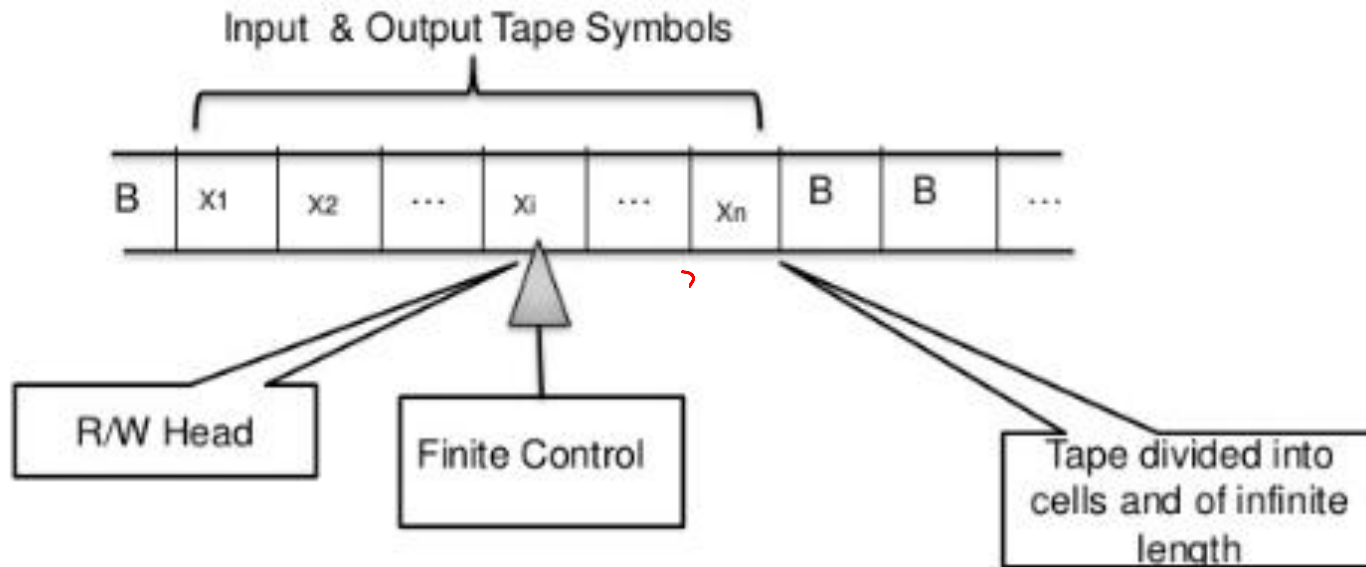 Input & Output Tape Symbols
B X1 X2 ... Xi ... Xn B B ...
R/W Head
Finite Control
Tape divided into
cells and of infinite
length